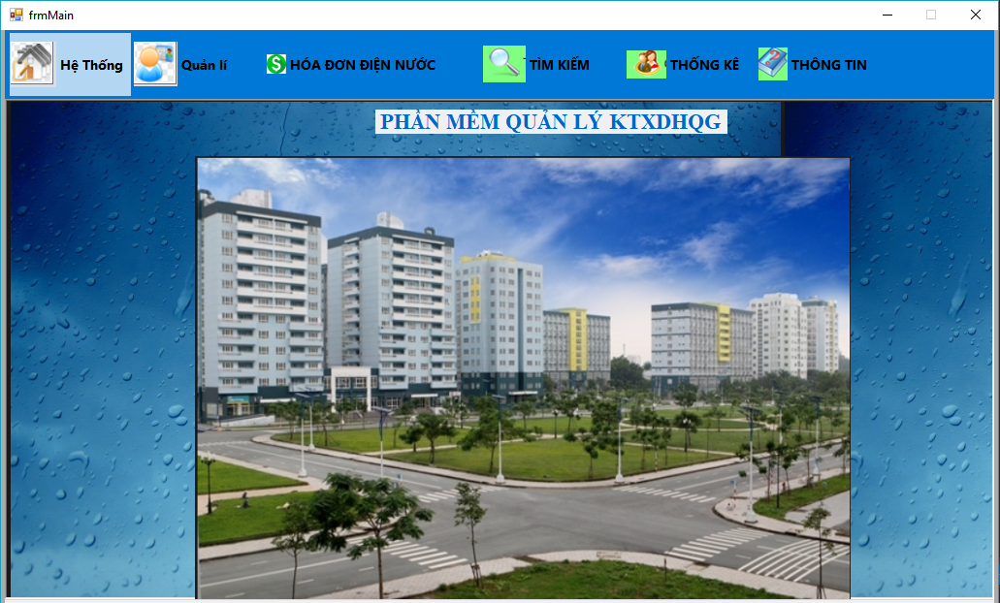 frmMain
Hệ Thống Quản lí HÓA ĐƠN ĐIỆN NƯỚC TÌM KIẾM THỐNG KÊ THÔNG TIN
PHẦN MỀM QUẢN LÝ KTXDHQG